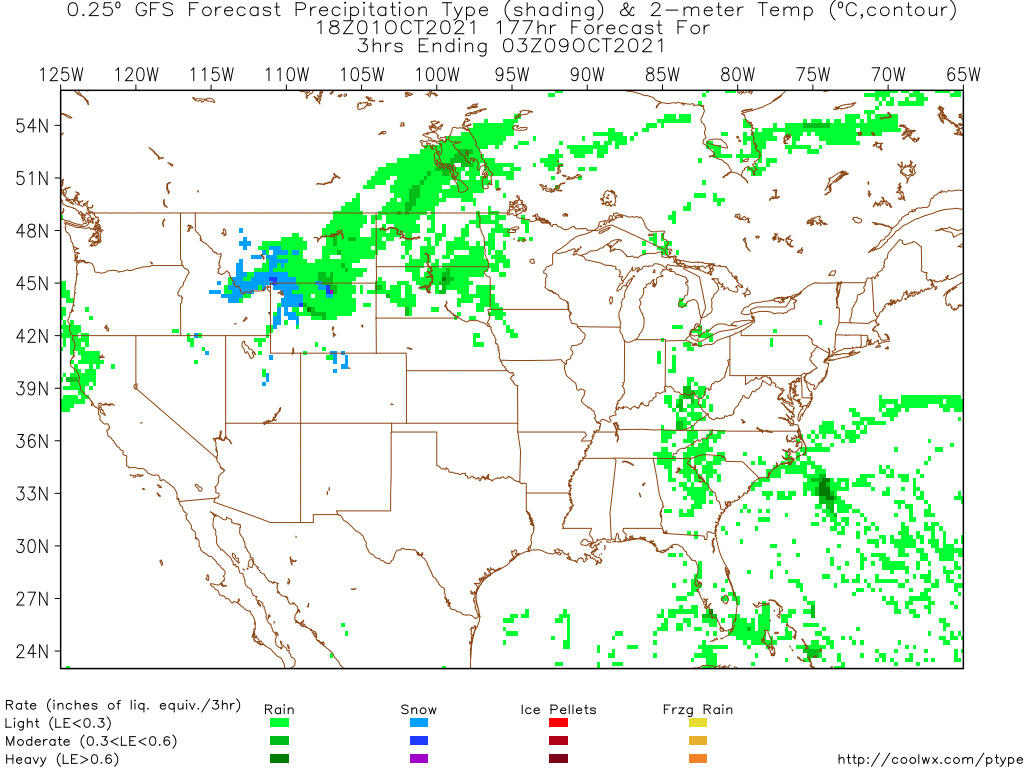 0.25° GFS Forecast Precipitation Type (shading) & 2-meter Temp (°C,contour)
18Z01OCT2021 177hr Forecast For
3hrs Ending 03Z09OCT2021
125W 120W 115W 110W 105W 100W 95W 90W 85W 80W 75W 70W 65W
54N
51N
48N
45N
42N
39N
36N
33N
30N
27N
24N
Rate (inches of liq. equiv./3hr) Rain Snow Ice Pellets Frzg Rain
Light (LE<0.3)
Moderate (0.3<LE<0.6)
Heavy (LE>0.6) http://coolwx.com/ptype